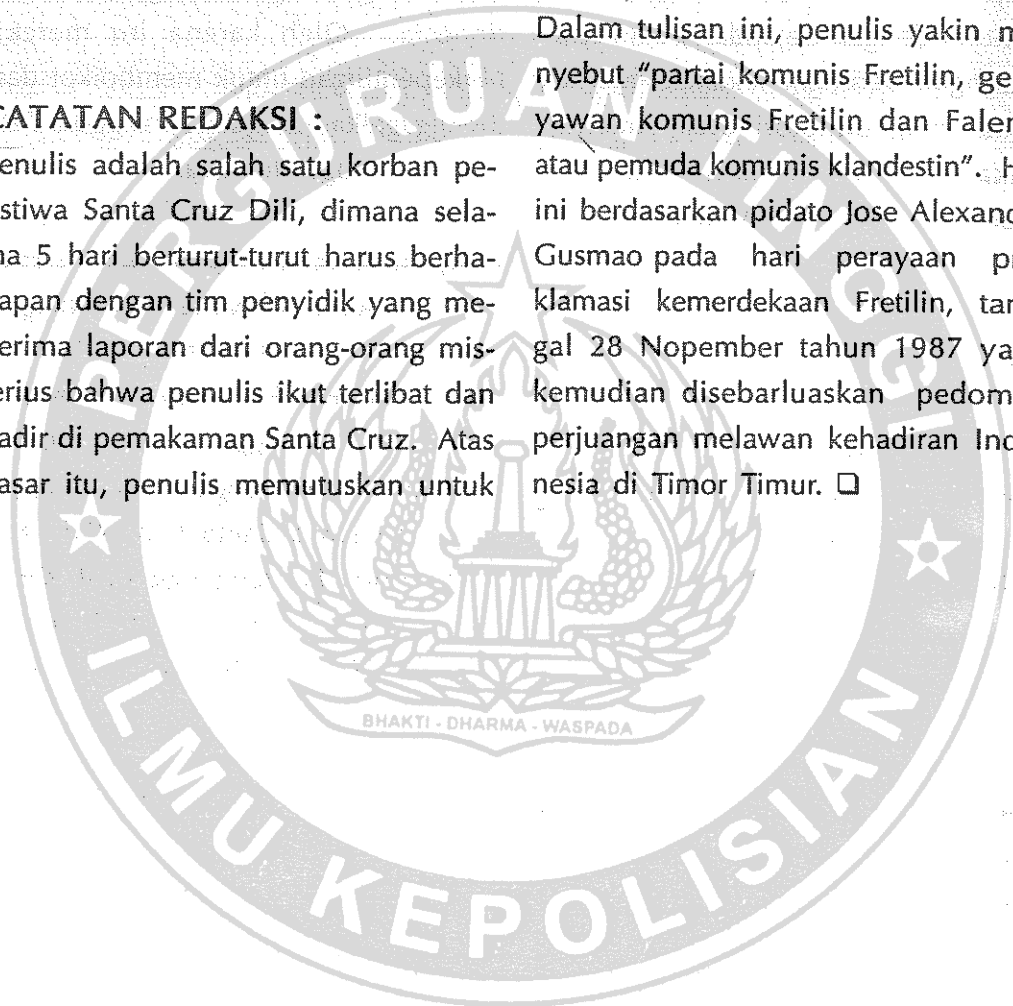 CATATAN REDAKSI :
enulis adalah salah satu korban pe-
stiwa Santa Cruz Dili, dimana sela-
na 5 hari berturut-turut harus berha-
apan dengan tim penyidik yang me-
erima laporan dari orang-orang mis-
erius bahwa penulis ikut terlibat dan
adir di pemakaman Santa Cruz. Atas
asar itu, penulis memutuskan untuk
Dalam tulisan ini, penulis yakin m
nyebut "partai komunis Fretilin, ge
yawan komunis Fretilin dan Faler
atau pemuda komunis klandestin". H
ini berdasarkan pidato Jose Alexand
Gusmao pada hari perayaan pr
klamasi kemerdekaan Fretilin, tan
gal 28 Nopember tahun 1987 ya
kemudian disebarluaskan pedom
perjuangan melawan kehadiran Ind
nesia di Timor Timur. ❏
PERGURUAN TINGGI
BHAKTI - DHARMA - WASPADA
ILMU KEPOLISIAN